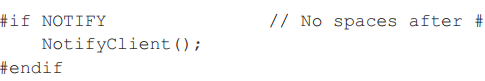 #if NOTIFY                // No spaces after #
    NotifyClient();
#endif